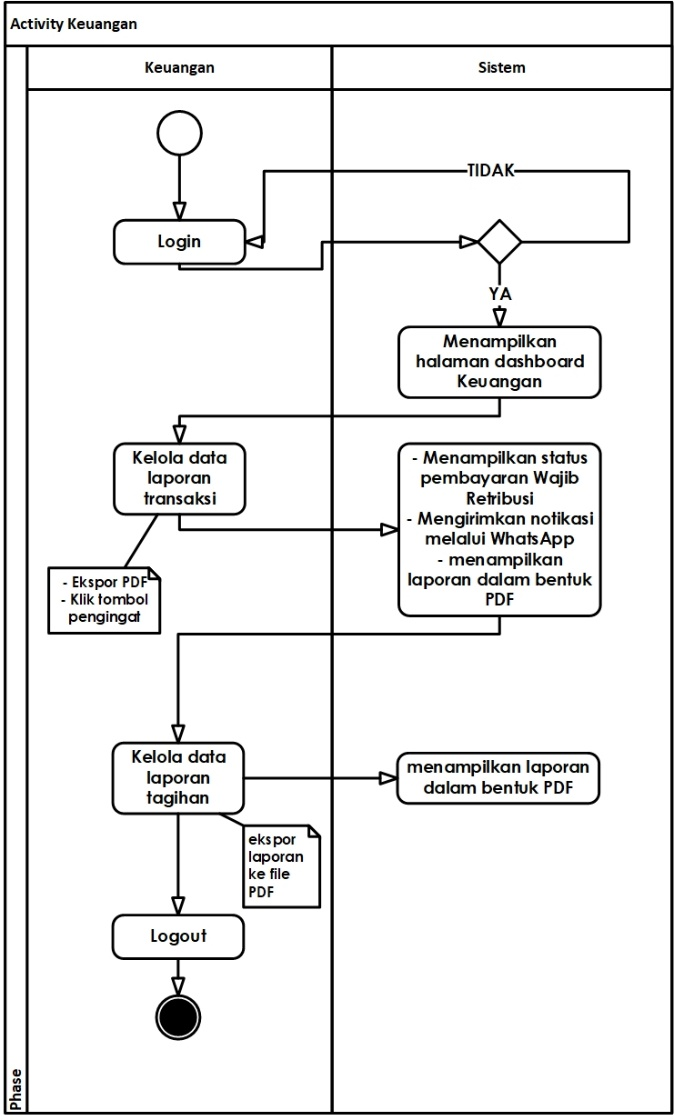 Activity Keuangan
Keuangan
Sistem
TIDAK
Login
YA
Menampilkan
halaman dashboard
Keuangan
Kelola data
laporan
transaksi
- Menampilkan status
pembayaran Wajib
Retribusi
- Mengirimkan notikasi
melalui WhatsApp
- menampilkan
laporan dalam bentuk
PDF
- Ekspor PDF
- Klik tombol
pengingat
Kelola data
laporan
tagihan
menampilkan laporan
dalam bentuk PDF
ekspor
laporan
ke file
PDF
Logout
Phase